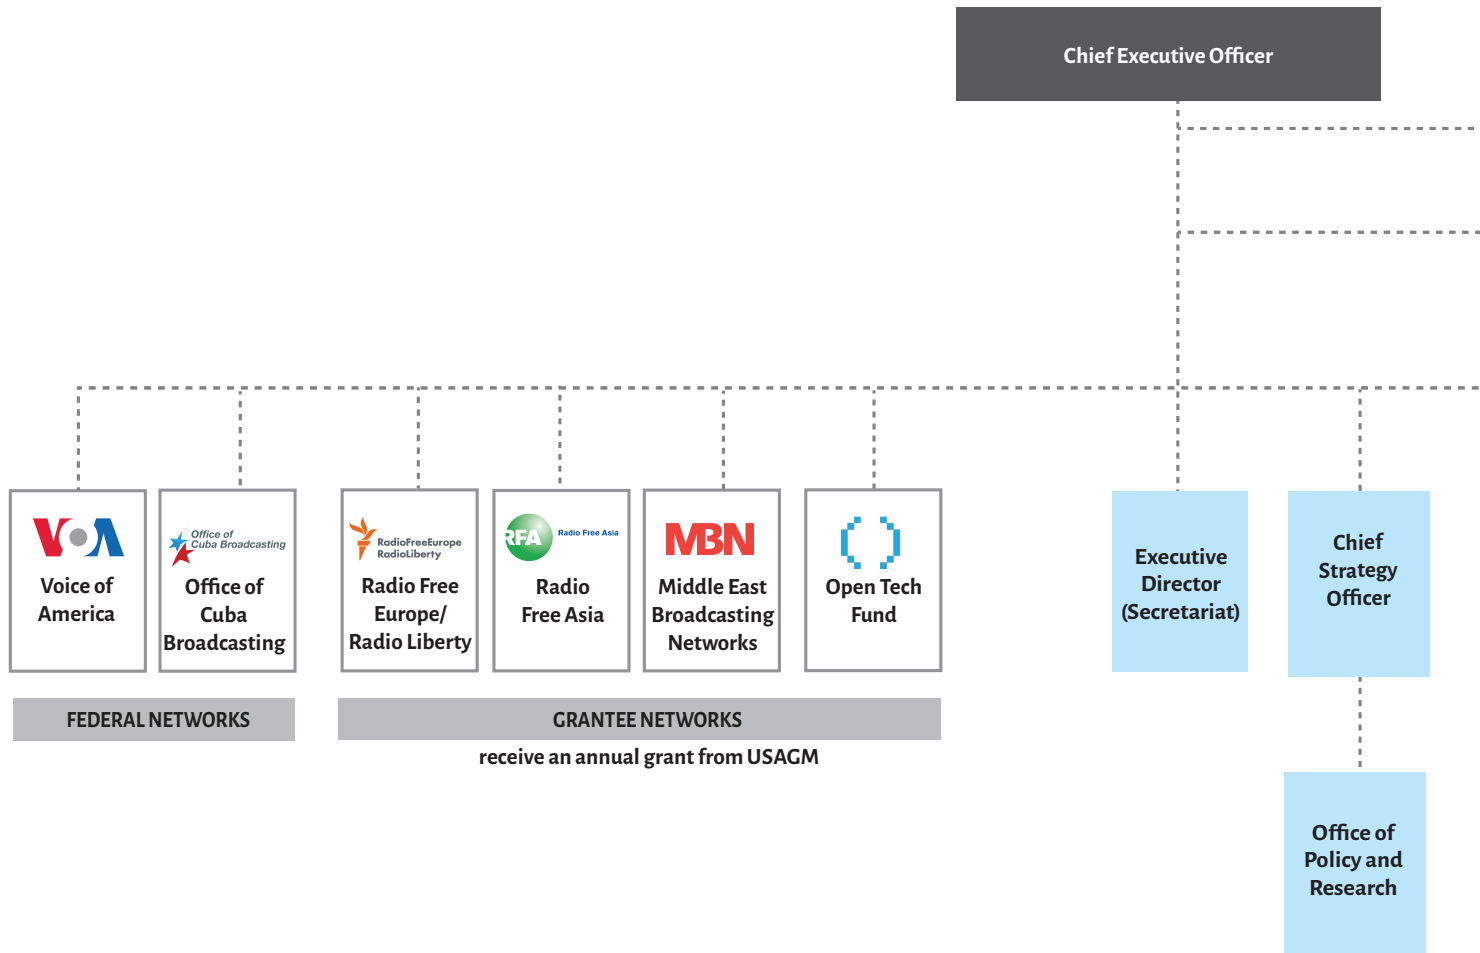 Chief Executive Officer
VOA
Voice of
America
Office of
Cuba Broadcasting
Office of
Cuba
Broadcasting
RadioFreeEurope
RadioLiberty
Radio Free
Europe/
Radio Liberty
RFA
Radio Free Asia
Radio
Free Asia
MBN
Middle East
Broadcasting
Networks
Open Tech
Fund
Executive
Director
(Secretariat)
Chief
Strategy
Officer
FEDERAL NETWORKS
GRANTEE NETWORKS
receive an annual grant from USAGM
Office of
Policy and
Research